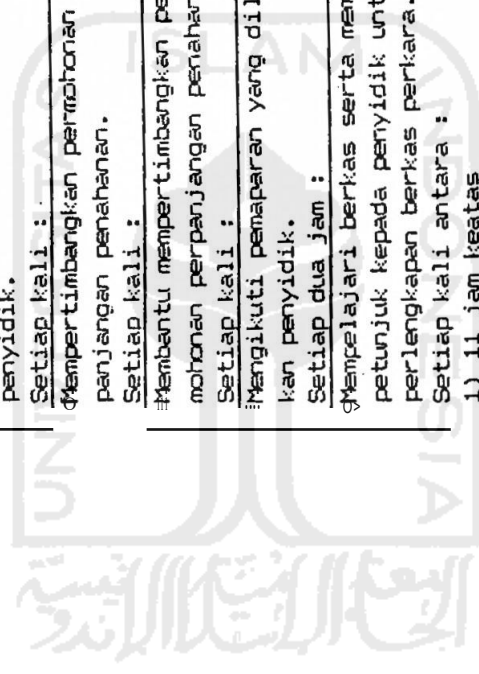 penyidik.
Setiap kali :
Mempertimbangkan permohonan
panjangan penahanan.
Setiap kali :
Membantu mempertimbangkan pe
mohonan perpanjangan penahan
Setiap kali :
Mengikuti pemaparan yang dil
kan penyidik.
Setiap dua jam :
Mempelajari berkas serta mem
petunjuk kepada penyidik unt
perlengkapan berkas perkara.
Setiap kali antara :
1) 11 jam keatas
ISLAM